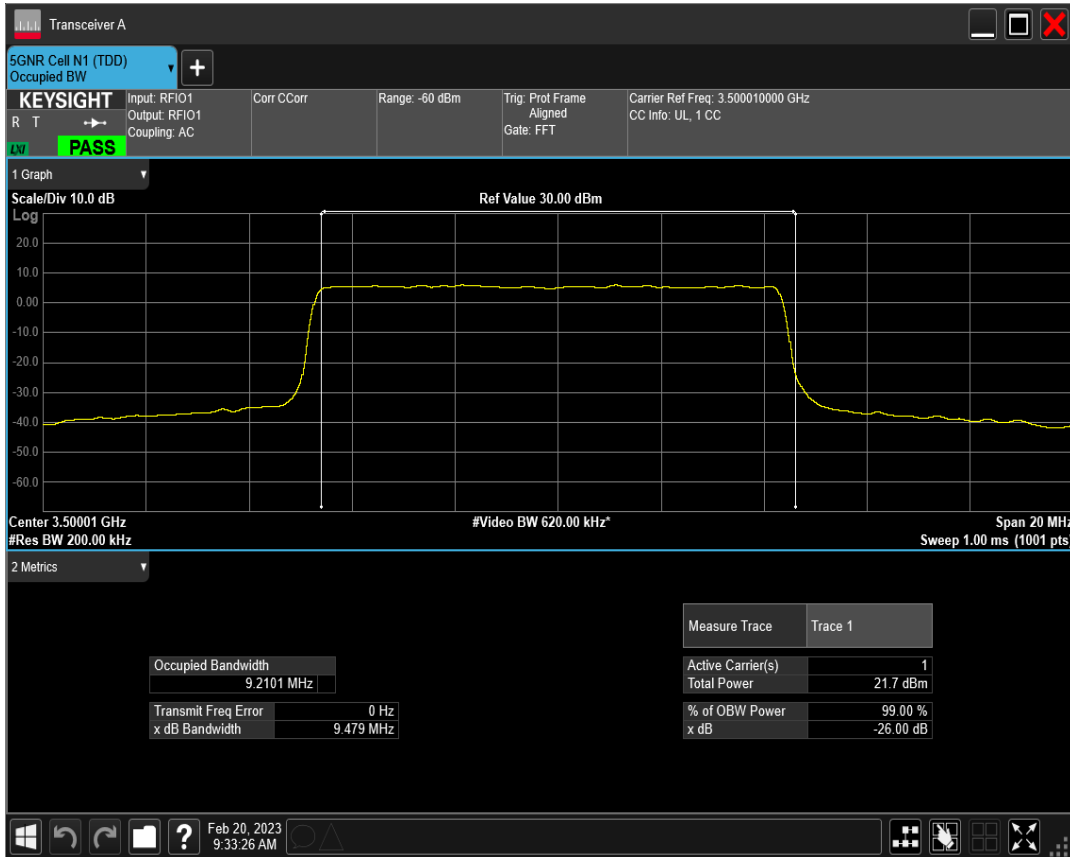 Transceiver A
5GNR Cell N1 (TDD)
Occupied BW
+
KEYSIGHT
R T
LXI
PASS
Input: RFIO1
Output: RFIO1
Coupling: AC
Corr CCorr
Range: -60 dBm
Trig: Prot Frame
Aligned
Gate: FFT
Carrier Ref Freq: 3.500010000 GHz
CC Info: UL, 1 CC
1 Graph
Scale/Div 10.0 dB
Ref Value 30.00 dBm
Log
20.0
10.0
0.00
-10.0
-20.0
-30.0
-40.0
-50.0
-60.0
Center 3.50001 GHz
#Video BW 620.00 kHz*
Span 20 MHz
#Res BW 200.00 kHz
Sweep 1.00 ms (1001 pts)
2 Metrics
Measure Trace Trace 1
Occupied Bandwidth
9.2101 MHz
Active Carrier(s) 1
Total Power 21.7 dBm
Transmit Freq Error 0 Hz
x dB Bandwidth 9.479 MHz
% of OBW Power 99.00 %
x dB -26.00 dB
?
Feb 20, 2023
9:33:26 AM